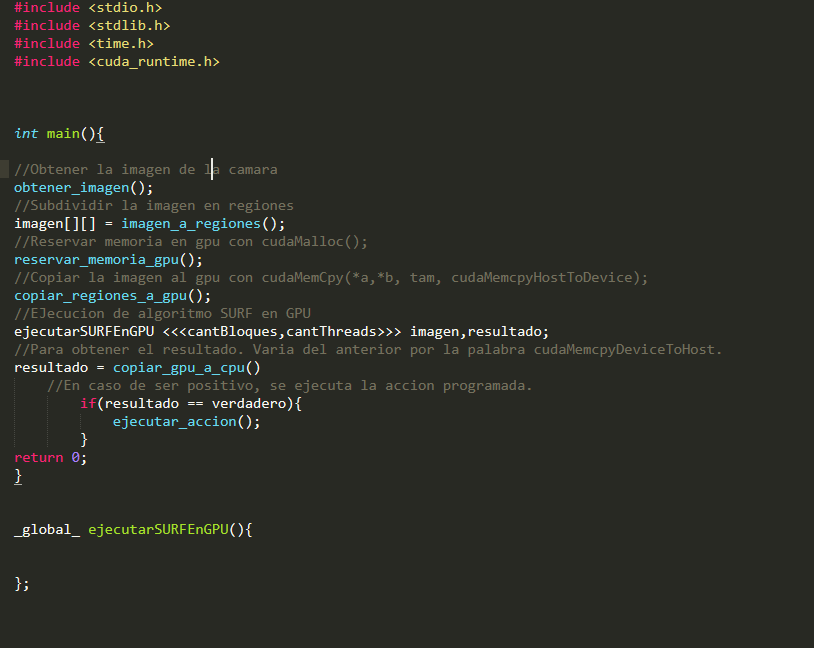 #include <stdio.h>
#include <stdlib.h>
#include <time.h>
#include <cuda_runtime.h>
int main(){
//Obtener la imagen de la camara
obtener_imagen();
//Subdividir la imagen en regiones
imagen[][] = imagen_a_regiones();
//Reservar memoria en gpu con cudaMalloc();
reservar_memoria_gpu();
//Copiar la imagen al gpu con cudaMemCpy(*a,*b, tam, cudaMemcpyHostToDevice);
copiar_regiones_a_gpu();
//EJecucion de algoritmo SURF en GPU
ejecutarSURFEnGPU <<<cantBloques,cantThreads>>> imagen,resultado;
//Para obtener el resultado. Varia del anterior por la palabra cudaMemcpyDeviceToHost.
resultado = copiar_gpu_a_cpu()
//En caso de ser positivo, se ejecuta la accion programada.
if(resultado == verdadero){
ejecutar_accion();
}
return 0;
}
_global_ ejecutarSURFEnGPU(){
};